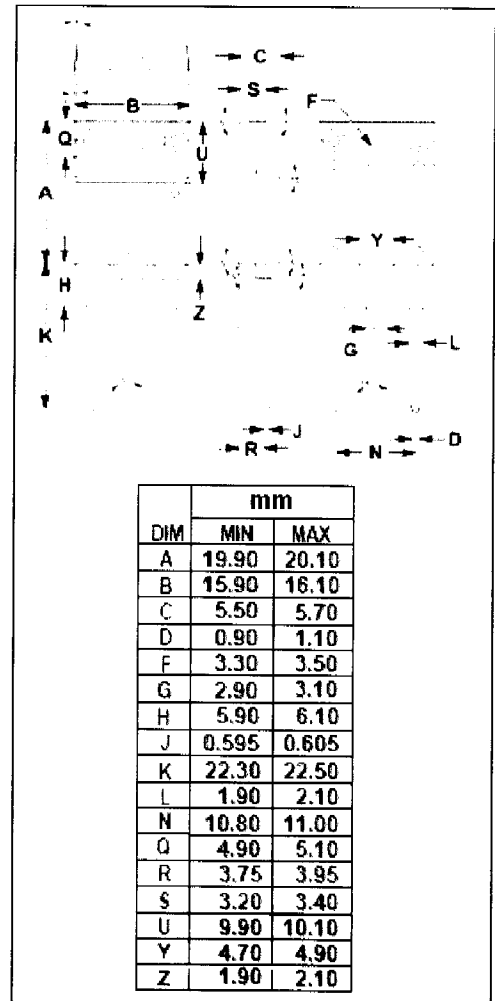 C
S
B
F
Q
U
A
Y
H
Z
K
G
L
J
R
D
N
mm
DIM MIN MAX
A 19.90 20.10
B 15.90 16.10
C 5.50 5.70
D 0.90 1.10
F 3.30 3.50
G 2.90 3.10
H 5.90 6.10
J 0.595 0.605
K 22.30 22.50
L 1.90 2.10
N 10.80 11.00
Q 4.90 5.10
R 3.75 3.95
S 3.20 3.40
U 9.90 10.10
Y 4.70 4.90
Z 1.90 2.10